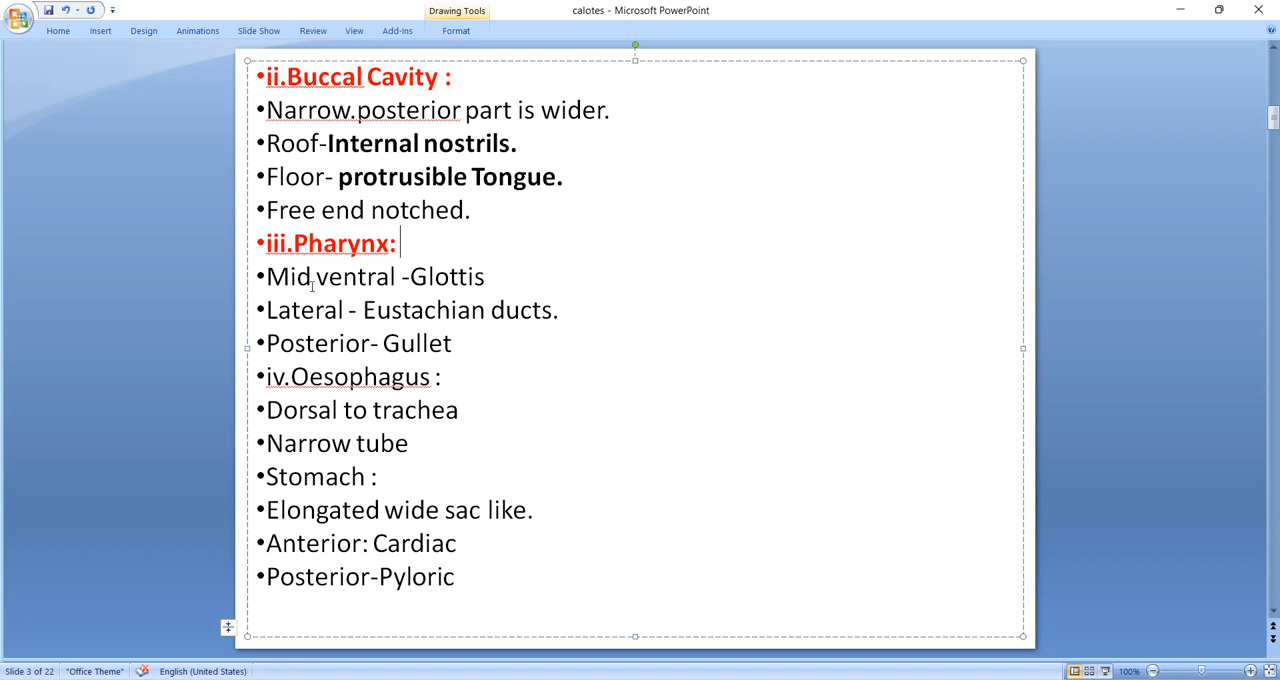 Drawing Tools
calotes - Microsoft PowerPoint
Home Insert Design Animations Slide Show Review View Add-Ins Format
•ii.Buccal Cavity :
•Narrow.posterior part is wider.
•Roof-Internal nostrils.
•Floor- protrusible Tongue.
•Free end notched.
•iii.Pharynx:
•Mid ventral -Glottis
•Lateral - Eustachian ducts.
•Posterior- Gullet
•iv.Oesophagus :
•Dorsal to trachea
•Narrow tube
•Stomach :
•Elongated wide sac like.
•Anterior: Cardiac
•Posterior-Pyloric
Slide 3 of 22 "Office Theme" English (United States) 100%